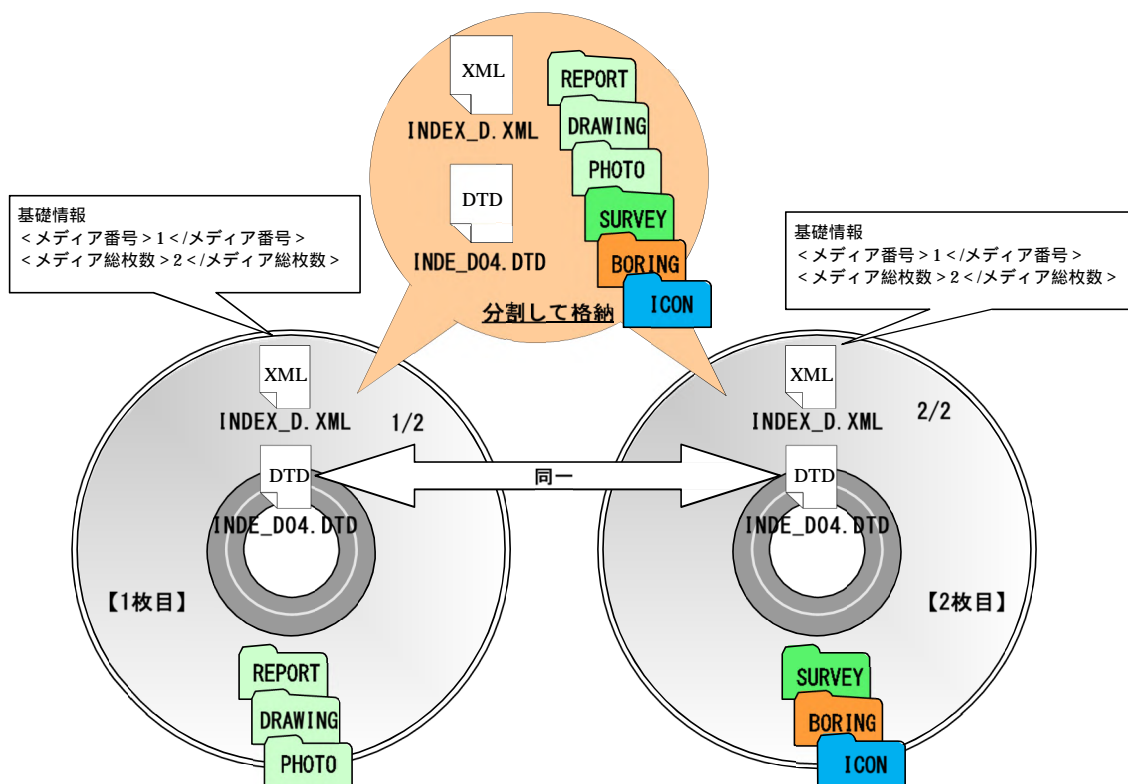 XML
INDEX_D.XML
DTD
INDE_D04.DTD
REPORT
DRAWING
PHOTO
SURVEY
BORING
ICON
分割して格納
基礎情報
<メディア番号>1</メディア番号>
<メディア総枚数>2</メディア総枚数>
基礎情報
<メディア番号>1</メディア番号>
<メディア総枚数>2</メディア総枚数>
XML
INDEX_D.XML
1/2
DTD
INDE_D04.DTD
【1枚目】
REPORT
DRAWING
PHOTO
同一
XML
INDEX_D.XML
2/2
DTD
INDE_D04.DTD
【2枚目】
SURVEY
BORING
ICON